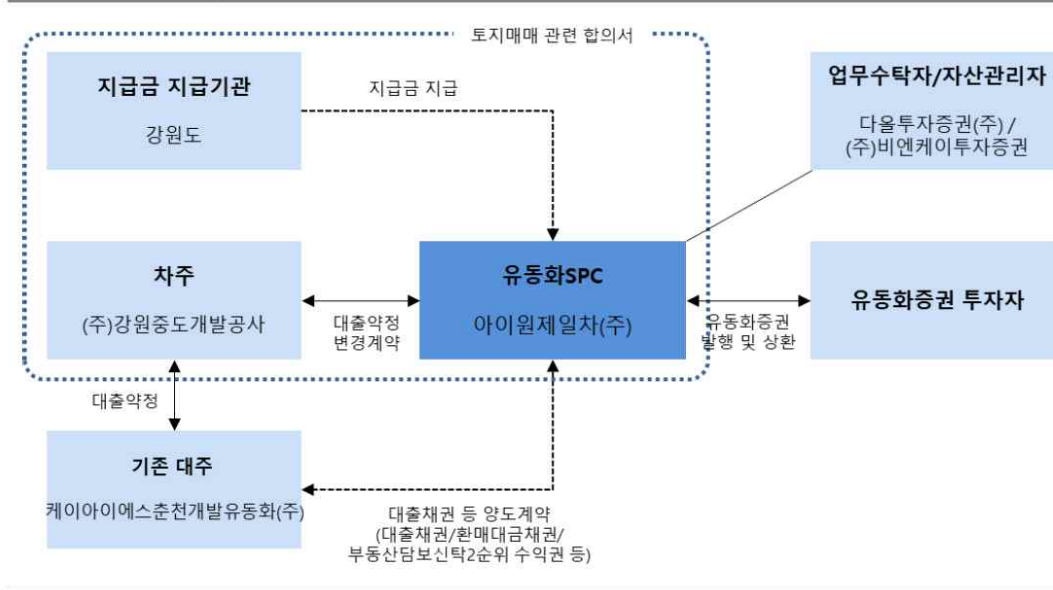 토지매매 관련 합의서
지급금 지급기관
강원도
지급금 지급
업무수탁자/자산관리자
다올투자증권(주) /
(주)비엔케이투자증권
차주
(주)강원중도개발공사
대출약정
변경계약
유동화SPC
아이원제일차(주)
유동화증권
발행 및 상환
유동화증권 투자자
대출약정
기존 대주
케이아이에스춘천개발유동화(주)
대출채권 등 양도계약
(대출채권/환매대금채권/
부동산담보신탁2순위 수익권 등)